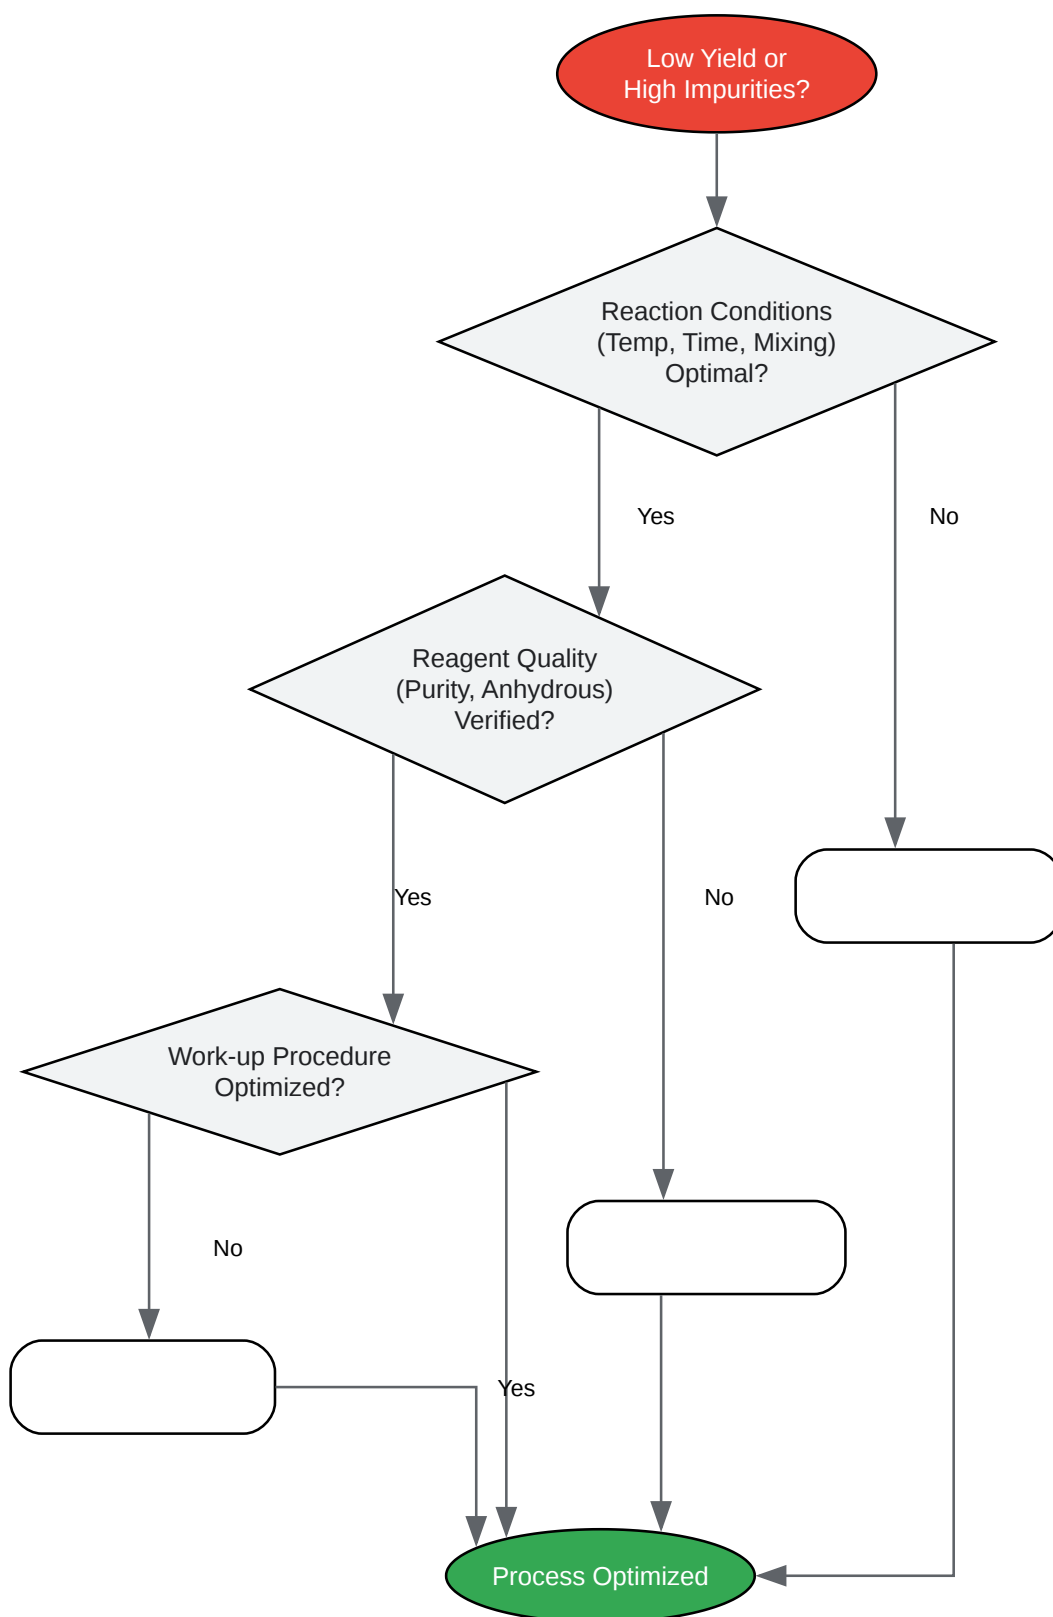 Low Yield or
High Impurities?
Reaction Conditions
(Temp, Time, Mixing)
Optimal?
Yes
No
Reagent Quality
(Purity, Anhydrous)
Verified?
Yes
No
Work-up Procedure
Optimized?
No
Yes
Process Optimized